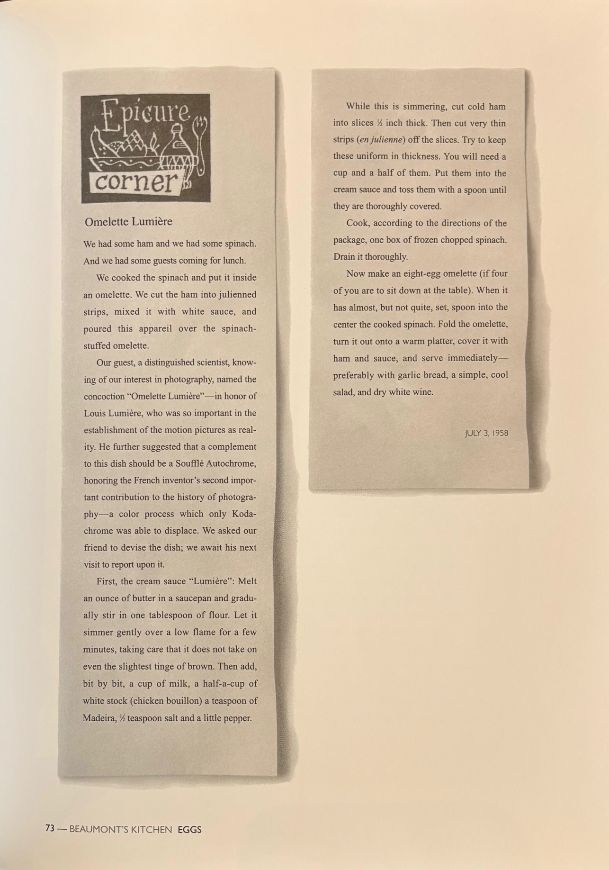 Epicure
corner
Omelette Lumière
We had some ham and we had some spinach.
And we had some guests coming for lunch.
We cooked the spinach and put it inside
an omelette. We cut the ham into julienned
strips, mixed it with white sauce, and
poured this appareil over the spinach-
stuffed omelette.
Our guest, a distinguished scientist, know-
ing of our interest in photography, named the
concoction “Omelette Lumière”—in honor of
Louis Lumière, who was so important in the
establishment of the motion pictures as real-
ity. He further suggested that a complement
to this dish should be a Soufflé Autochrome,
honoring the French inventor’s second impor-
tant contribution to the history of photogra-
phy—a color process which only Koda-
chrome was able to displace. We asked our
friend to devise the dish; we await his next
visit to report upon it.
First, the cream sauce “Lumière”: Melt
an ounce of butter in a saucepan and gradu-
ally stir in one tablespoon of flour. Let it
simmer gently over a low flame for a few
minutes, taking care that it does not take on
even the slightest tinge of brown. Then add,
bit by bit, a cup of milk, a half-a-cup of
white stock (chicken bouillon) a teaspoon of
Madeira, ½ teaspoon salt and a little pepper.
While this is simmering, cut cold ham
into slices inch thick. Then cut very thin
strips (en julienne) off the slices. Try to keep
these uniform in thickness. You will need a
cup and a half of them. Put them into the
cream sauce and toss them with a spoon until
they are thoroughly covered.
Cook, according to the directions of the
package, one box of frozen chopped spinach.
Drain it thoroughly.
Now make an eight-egg omelette (if four
of you are to sit down at the table). When it
has almost, but not quite, set, spoon into the
center the cooked spinach. Fold the omelette,
turn it out onto a warm platter, cover it with
ham and sauce, and serve immediately—
preferably with garlic bread, a simple, cool
salad, and dry white wine.
JULY 3, 1958
73 — BEAUMONT’S KITCHEN EGGS